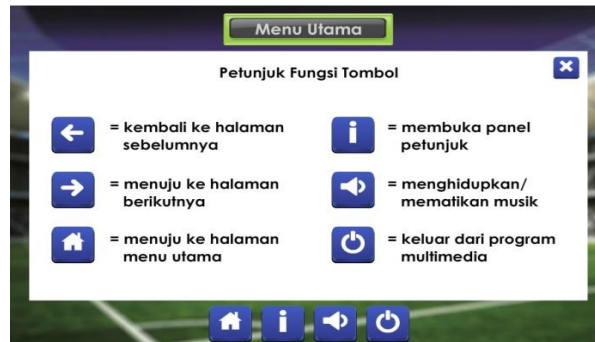 Menu Utama
Petunjuk Fungsi Tombol
= kembali ke halaman
sebelumnya
= menuju ke halaman
berikutnya
= menuju ke halaman
menu utama
= membuka panel
petunjuk
= menghidupkan/
mematikan musik
= keluar dari program
multimedia